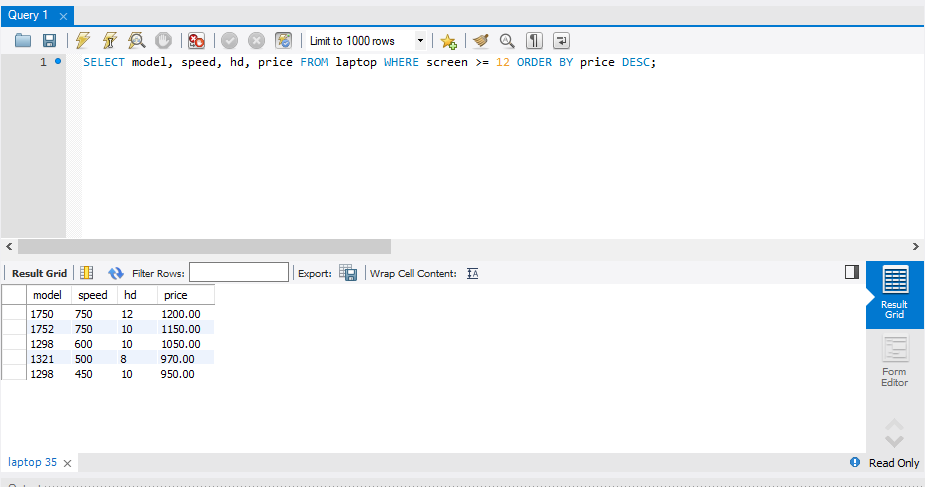 Query 1
Limit to 1000 rows
1 SELECT model, speed, hd, price FROM laptop WHERE screen >= 12 ORDER BY price DESC;
Result Grid Filter Rows: Export: Wrap Cell Content:
model speed hd price
1750 750 12 1200.00
1752 750 10 1150.00
1298 600 10 1050.00
1321 500 8 970.00
1298 450 10 950.00
Result
Grid
Form
Editor
laptop 35
Read Only